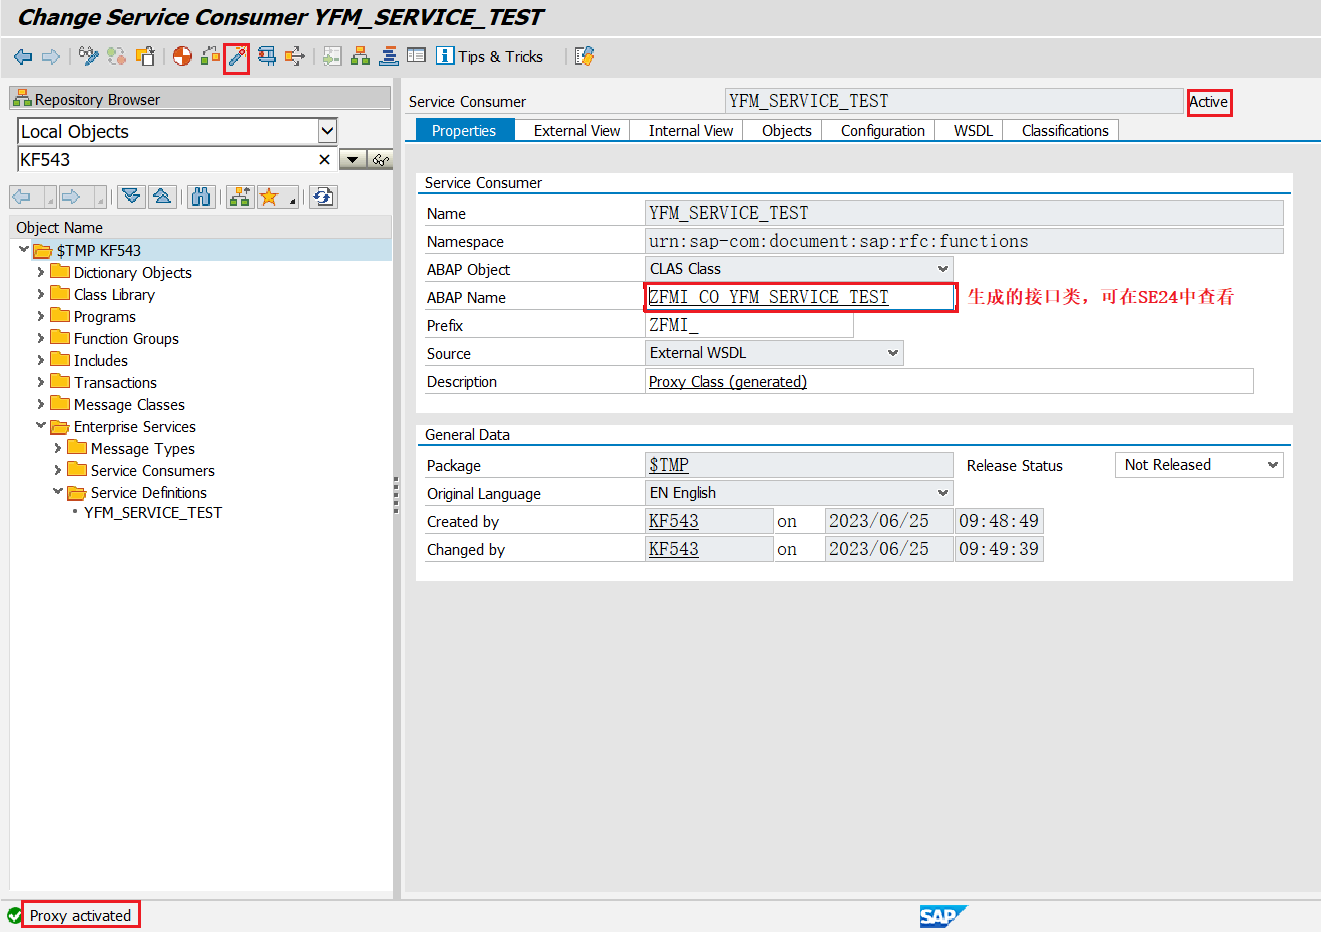 Change Service Consumer YFM_SERVICE_TEST
Tips & Tricks
Repository Browser
Local Objects
KF543
Object Name
$TMP KF543
Dictionary Objects
Class Library
Programs
Function Groups
Includes
Transactions
Message Classes
Enterprise Services
Message Types
Service Consumers
Service Definitions
YFM_SERVICE_TEST
Service Consumer YFM_SERVICE_TEST Active
Properties External View Internal View Objects Configuration WSDL Classifications
Service Consumer
Name YFM_SERVICE_TEST
Namespace urn:sap-com:document:sap:rfc:functions
ABAP Object CLAS Class
ABAP Name ZFMI_CO_YFM_SERVICE_TEST 生成的接口类，可在SE24中查看
Prefix ZFMI_
Source External WSDL
Description Proxy Class (generated)
General Data
Package $TMP Release Status Not Released
Original Language EN English
Created by KF543 on 2023/06/25 09:48:49
Changed by KF543 on 2023/06/25 09:49:39
Proxy activated
SAP